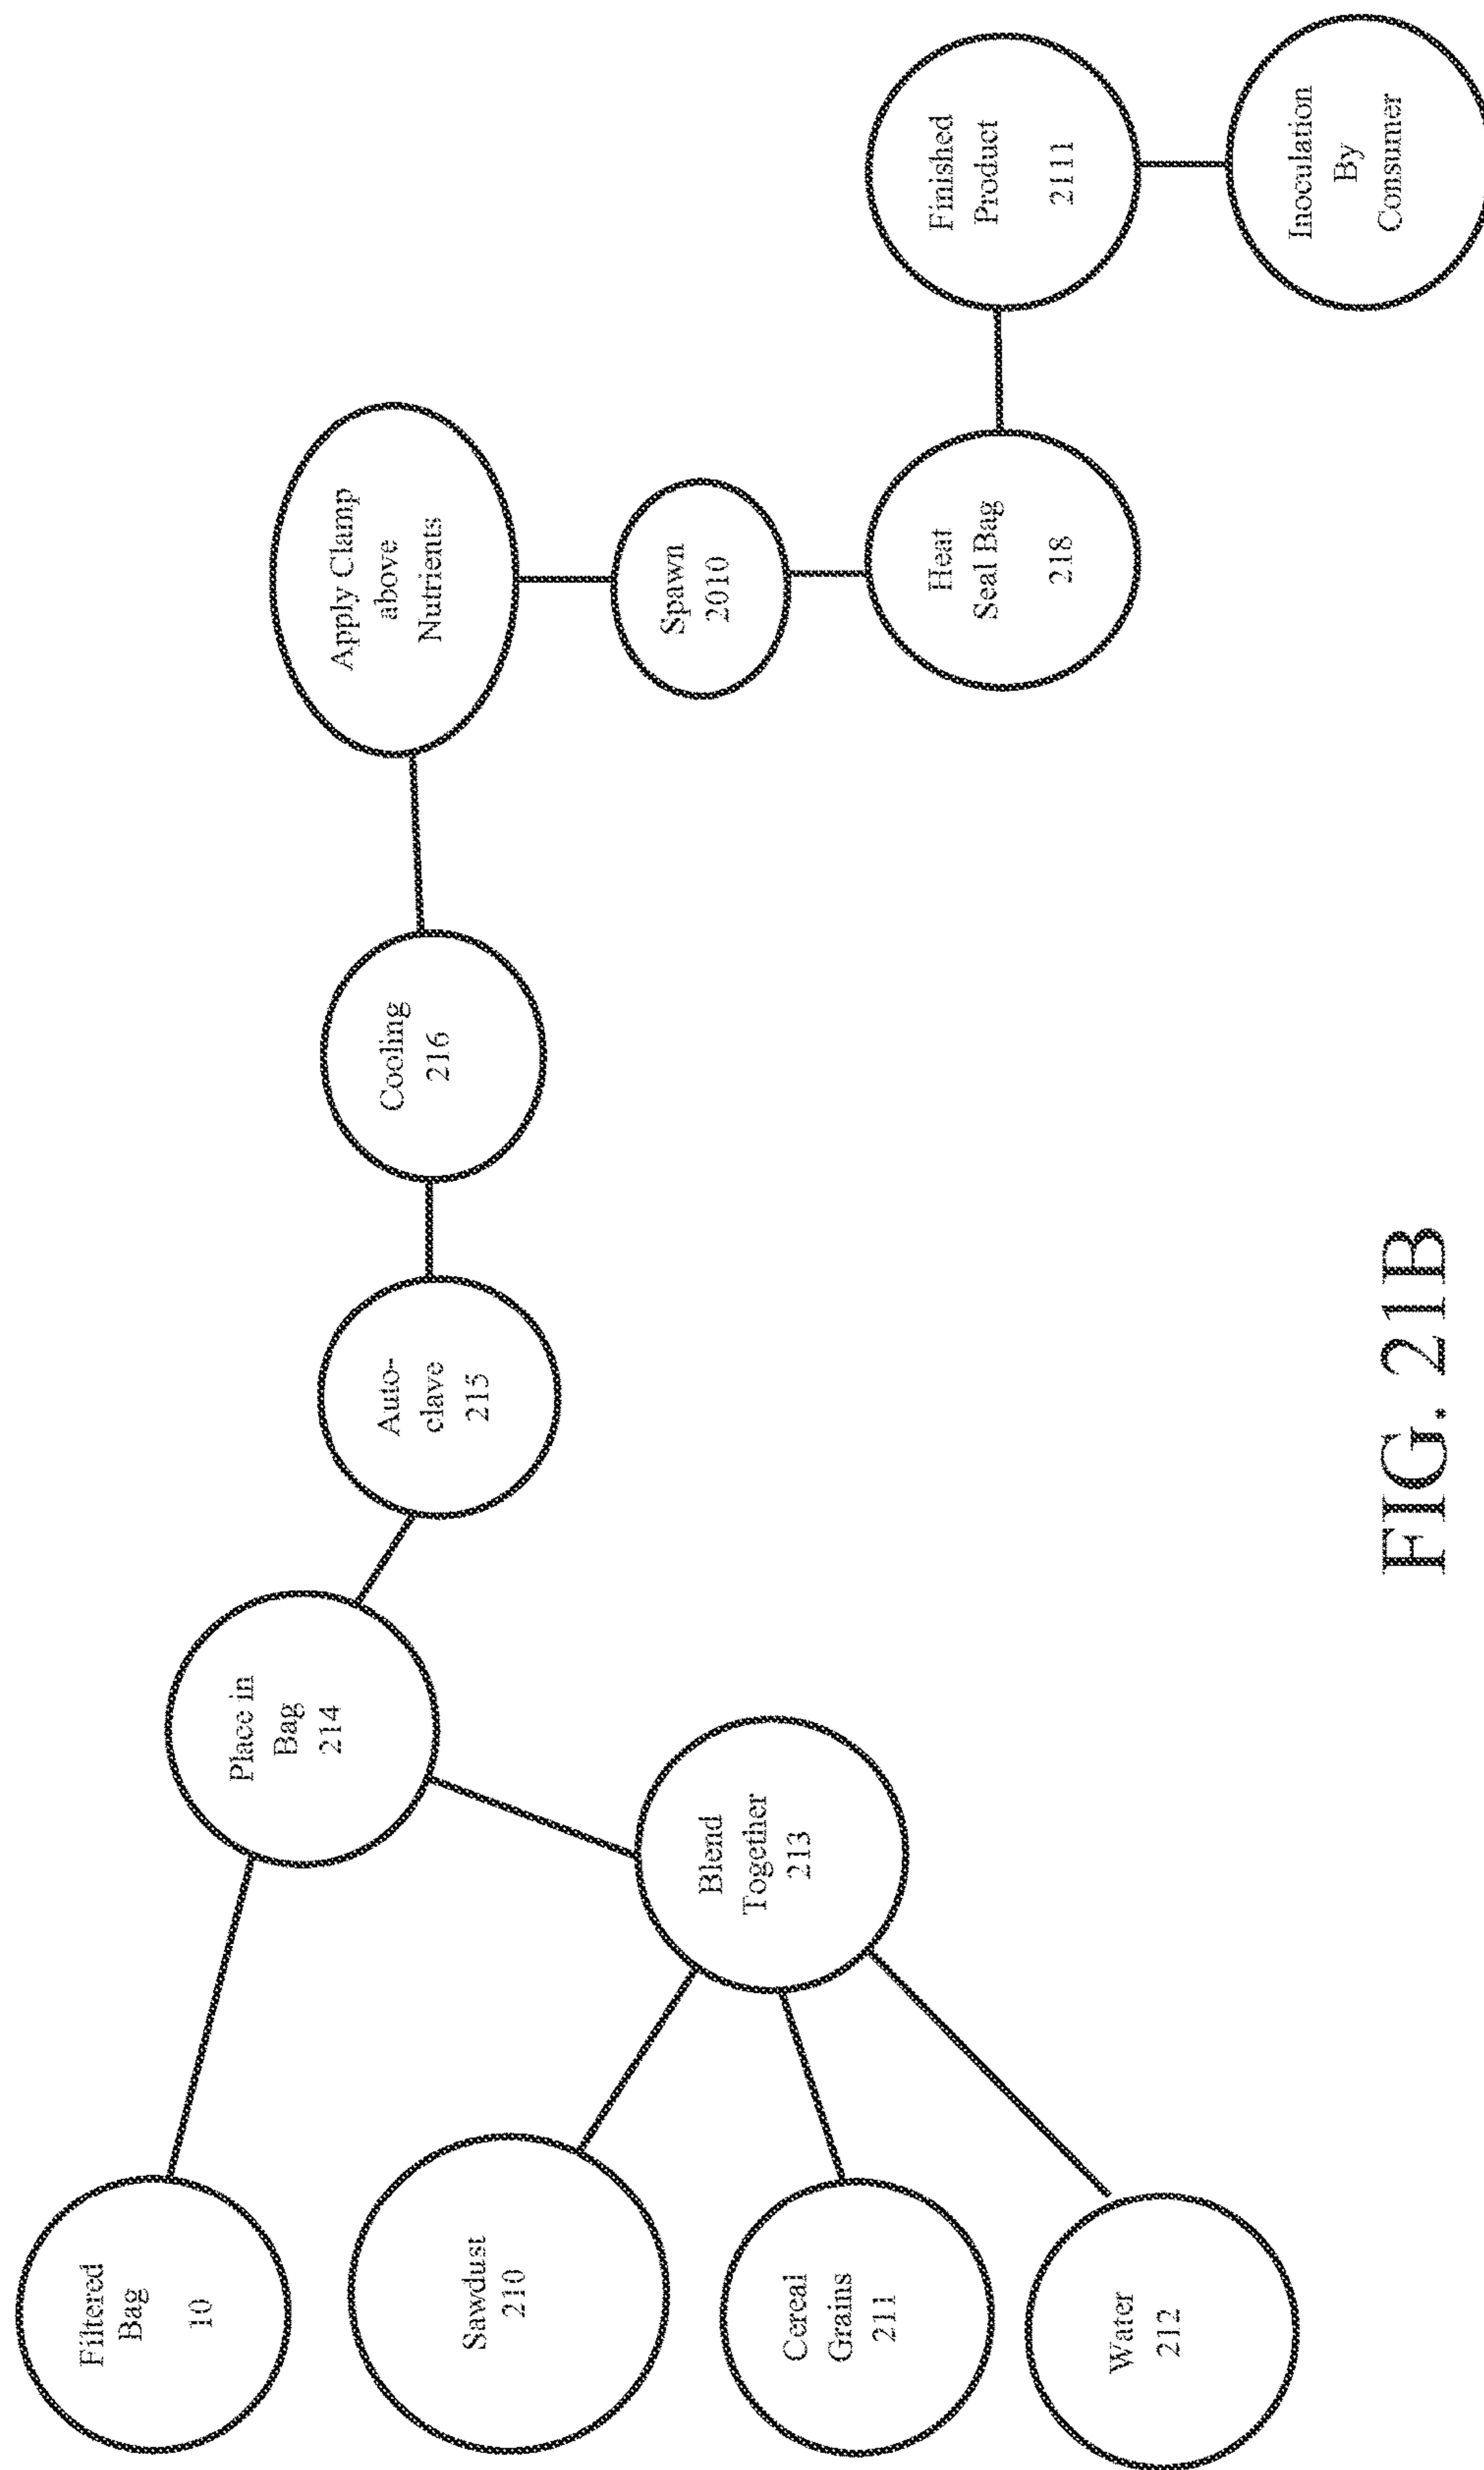 Filtered
Bag
10
Sawdust
210
Cereal
Grains
211
Water
212
Blend
Together
213
Place in
Bag
214
Auto-
clave
215
Cooling
216
Apply Clamp
above
Nutrients
Spawn
2010
Heat
Seal Bag
218
Finished
Product
2111
Inoculation
By
Consumer
FIG. 21B